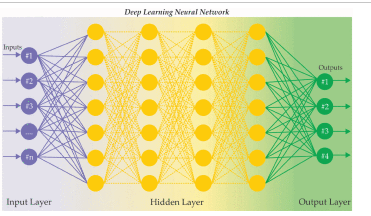 Deep Learning Neural Network
Inputs
#1
#2
#3
...
#n
Outputs
#1
#2
#3
#4
Input Layer
Hidden Layer
Output Layer